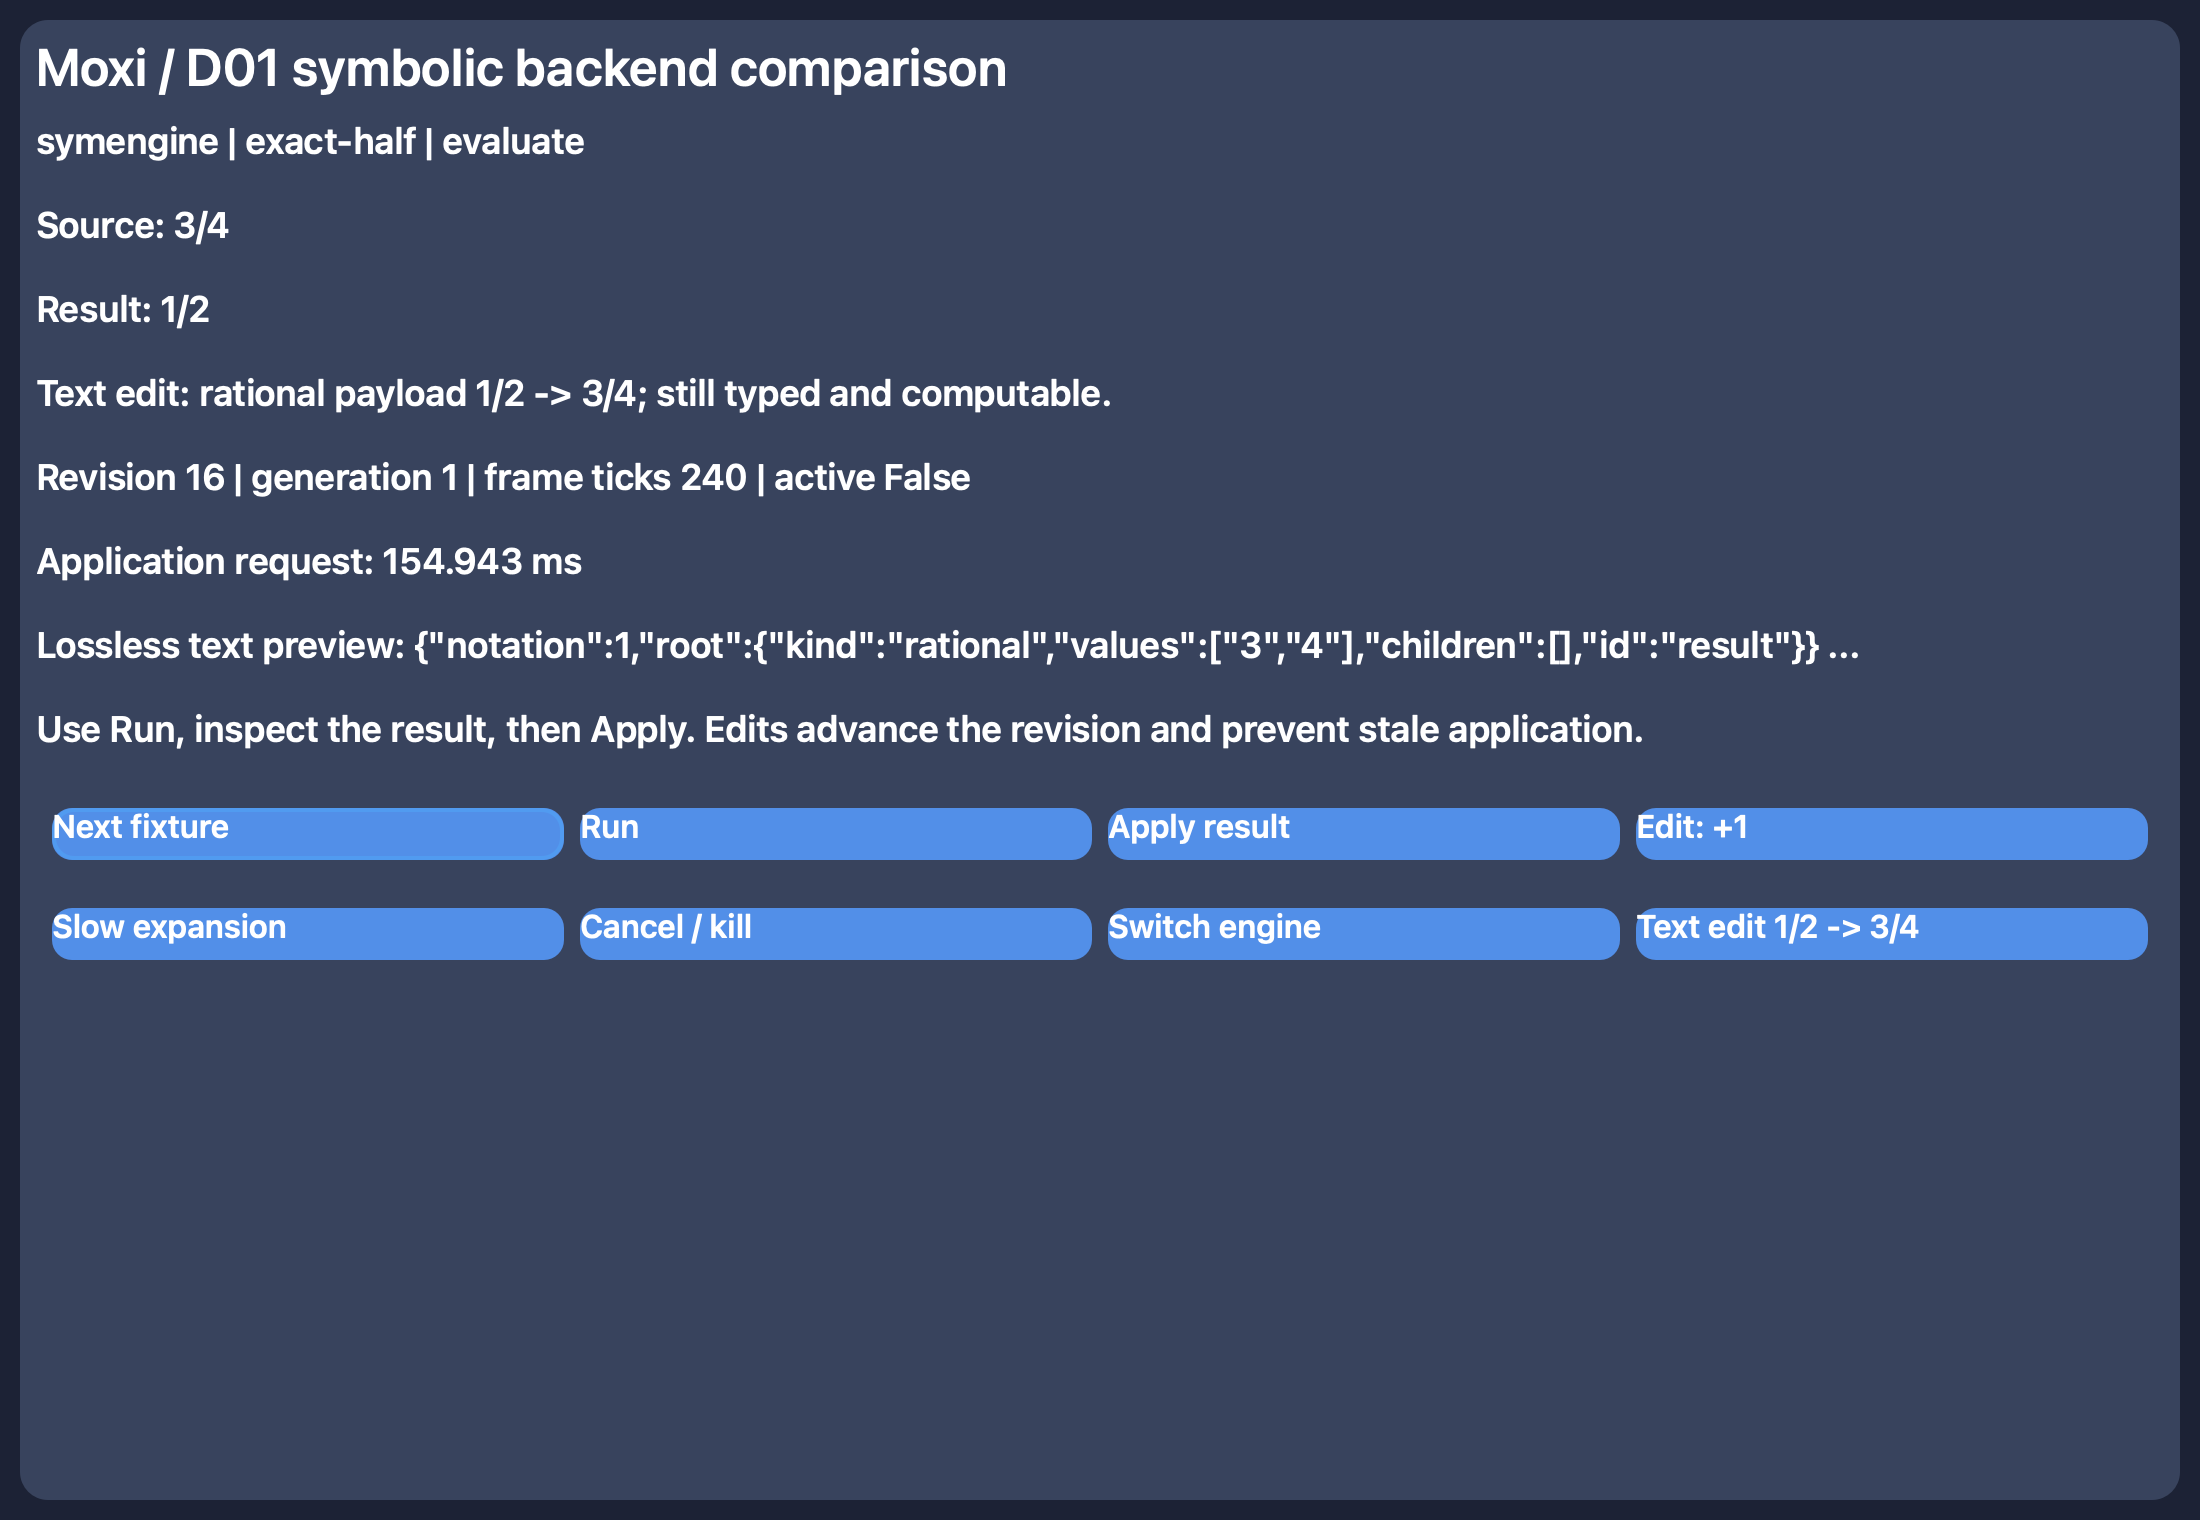 Moxi / D01 symbolic backend comparison
symengine | exact-half | evaluate
Source: 3/4
Result: 1/2
Text edit: rational payload 1/2 -> 3/4; still typed and computable.
Revision 16 | generation 1 | frame ticks 240 | active False
Application request: 154.943 ms
Lossless text preview: {"notation":1,"root":{"kind":"rational","values":["3","4"],"children":[],"id":"result"}} ...
Use Run, inspect the result, then Apply. Edits advance the revision and prevent stale application.
Next fixture
Run
Apply result
Edit: +1
Slow expansion
Cancel / kill
Switch engine
Text edit 1/2 -> 3/4